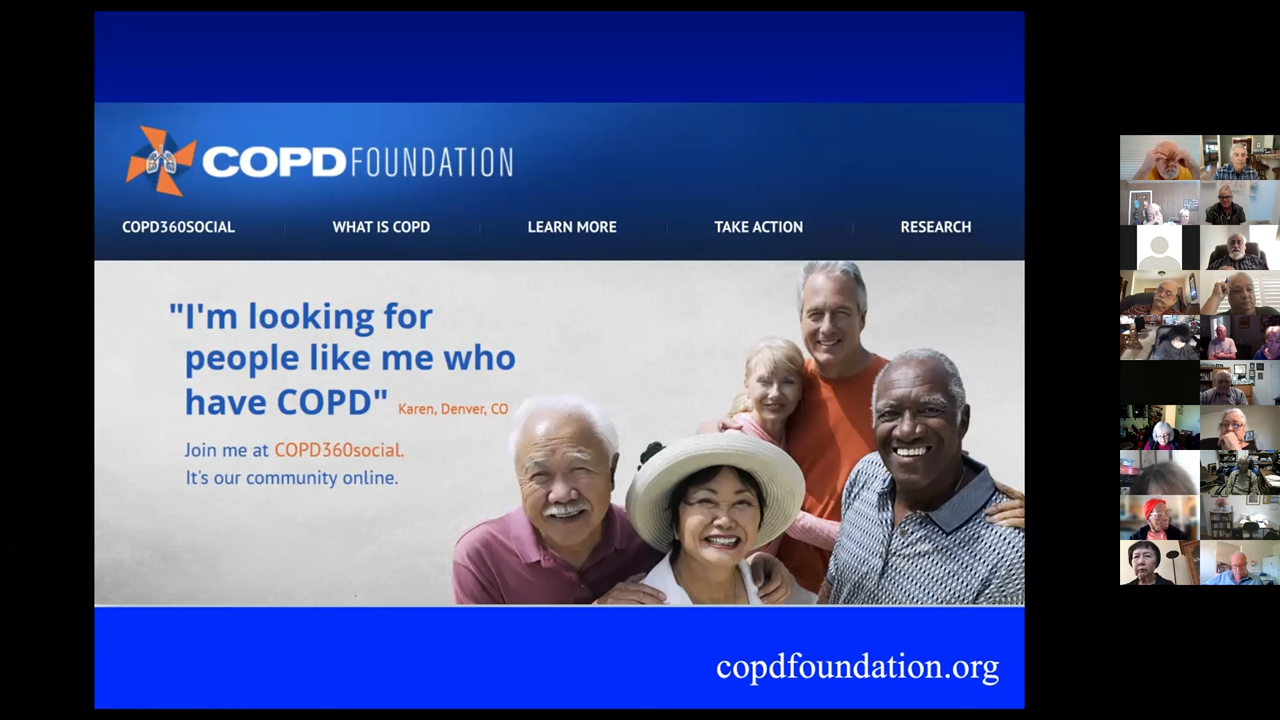 COPD FOUNDATION
COPD360SOCIAL
WHAT IS COPD
LEARN MORE
TAKE ACTION
RESEARCH
"I'm looking for
people like me who
have COPD" Karen, Denver, CO
Join me at COPD360social.
It's our community online.
copdfoundation.org